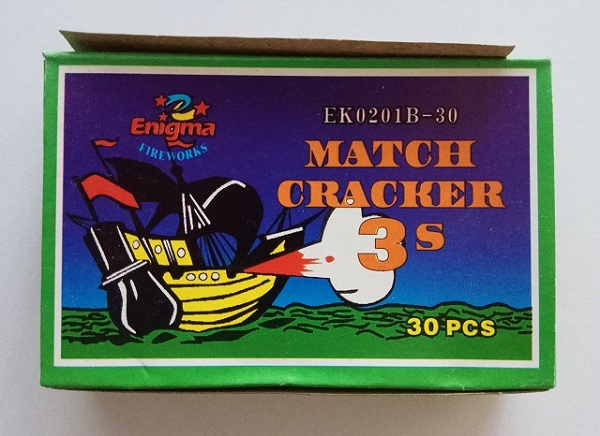 Enigma
FIREWORKS
EK0201B-30
MATCH
CRACKER
3s
30 PCS